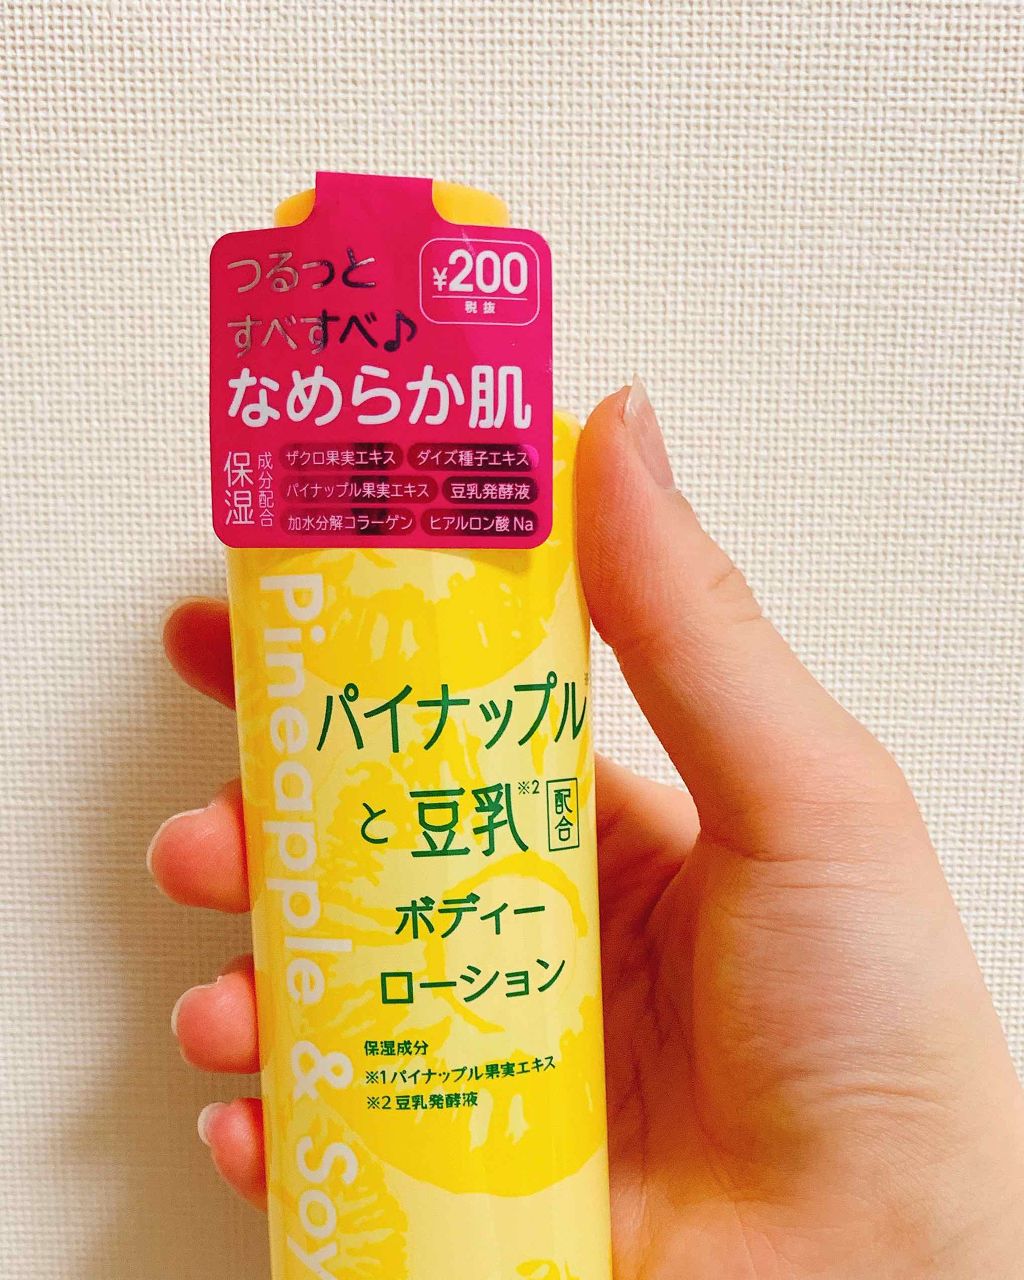 つるっと
すべすべ♪
¥200
税抜
なめらか肌
保湿
成分配合
ザクロ果実エキス ダイズ種子エキス
パイナップル果実エキス 豆乳発酵液
加水分解コラーゲン ヒアルロン酸Na
Pineapple & Soy
パイナップル※
と豆乳※2 配合
ボディー
ローション
保湿成分
※1 パイナップル果実エキス
※2 豆乳発酵液